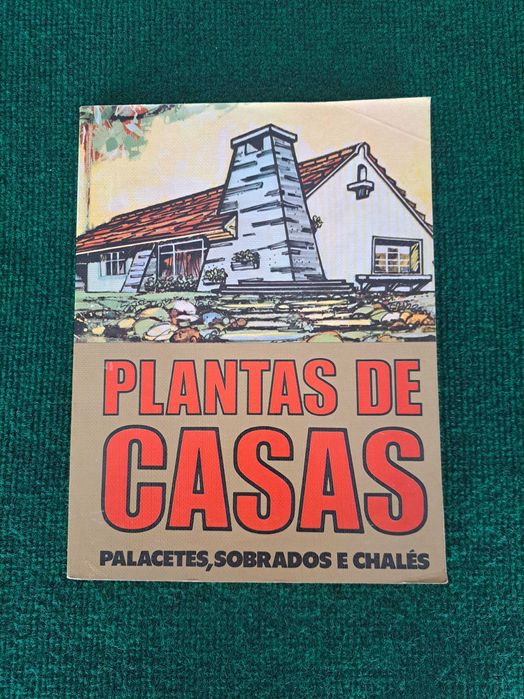 PLANTAS DE
CASAS
PALACETES, SOBRADOS E CHALÉS